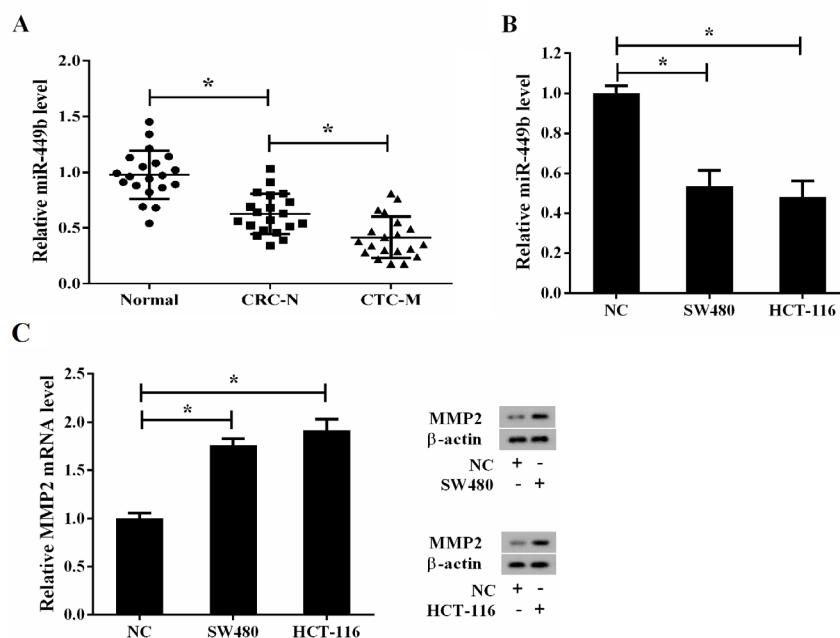 A
Relative miR-449b level
2.0
1.5
1.0
0.5
0.0
*
*
Normal CRC-N CTC-M
B
Relative miR-449b level
1.2
1.0
0.8
0.6
0.4
0.2
0.0
*
*
NC SW480 HCT-116
C
Relative MMP2 mRNA level
2.5
2.0
1.5
1.0
0.5
0.0
*
*
NC SW480 HCT-116
MMP2
β-actin
NC + -
SW480 - +
MMP2
β-actin
NC + -
HCT-116 - +